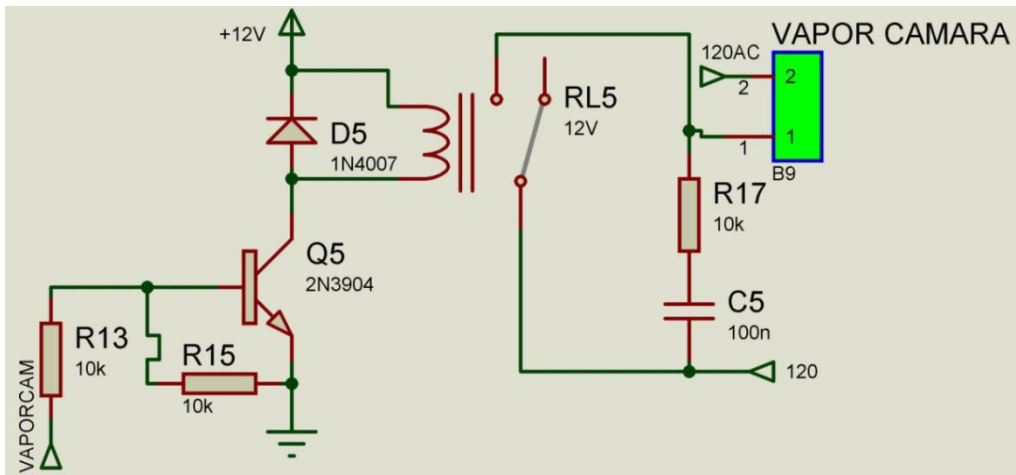 +12V
D5
1N4007
RL5
12V
120AC
2
VAPOR CAMARA
2
1
1
B9
R17
10k
C5
100n
120
Q5
2N3904
R13
10k
R15
10k
VAPORCAM